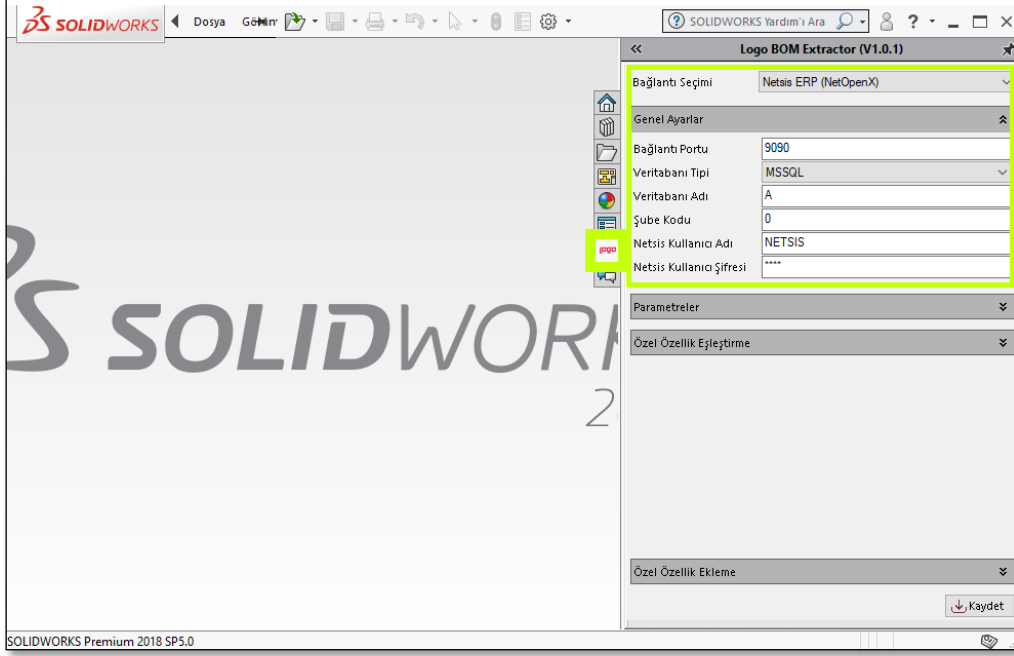 SOLIDWORKS Dosya SOLIDWORKS Yardım'ı Ara ?
Logo BOM Extractor (V1.0.1)
Bağlantı Seçimi Netsis ERP (NetOpenX)
Genel Ayarlar
Bağlantı Portu 9090
Veritabanı Tipi MSSQL
Veritabanı Adı A
Şube Kodu 0
logo
Netsis Kullanıcı Adı NETSIS
Netsis Kullanıcı Şifresi ****
Parametreler
Özel Özellik Eşleştirme
SOLIDWOR
2
Özel Özellik Ekleme
Kaydet
SOLIDWORKS Premium 2018 SP5.0